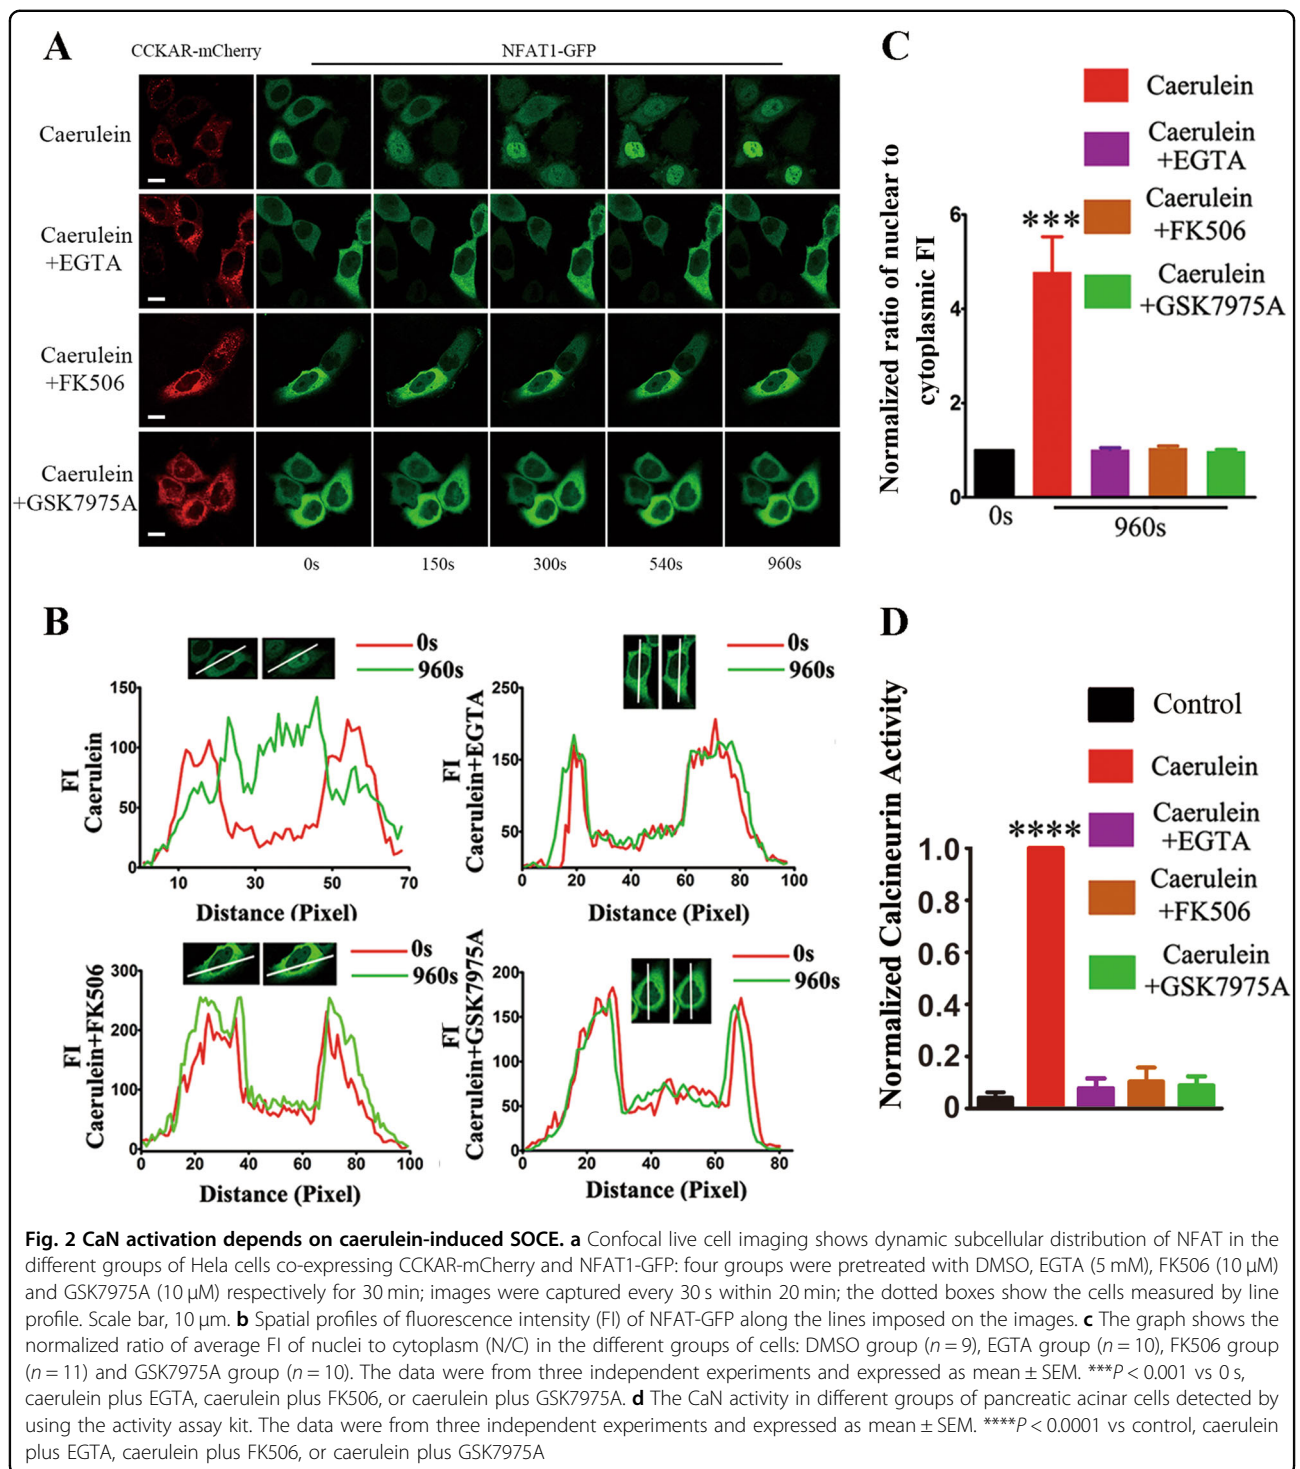 A
CCKAR-mCherry
NFAT1-GFP
Caerulein
Caerulein
+EGTA
Caerulein
+FK506
Caerulein
+GSK7975A
0s
150s
300s
540s
960s
C
Normalized ratio of nuclear to
cytoplasmic FI
6
4
2
0
***
Caerulein
Caerulein
+EGTA
Caerulein
+FK506
Caerulein
+GSK7975A
0s
960s
B
0s
960s
FI
Caerulein
150
100
50
0
10
30
50
70
Distance (Pixel)
0s
960s
FI
Caerulein+EGTA
250
150
50
0
20
40
60
80
100
Distance (Pixel)
0s
960s
FI
Caerulein+FK506
300
200
100
0
0
20
40
60
80
100
Distance (Pixel)
0s
960s
FI
Caerulein+GSK7975A
200
150
100
50
0
0
20
40
60
80
Distance (Pixel)
D
Normalized Calcineurin Activity
1.0
0.8
0.6
0.4
0.2
0
****
Control
Caerulein
Caerulein
+EGTA
Caerulein
+FK506
Caerulein
+GSK7975A
Fig. 2 CaN activation depends on caerulein-induced SOCE. a Confocal live cell imaging shows dynamic subcellular distribution of NFAT in the
different groups of Hela cells co-expressing CCKAR-mCherry and NFAT1-GFP: four groups were pretreated with DMSO, EGTA (5 mM), FK506 (10 μM)
and GSK7975A (10 μM) respectively for 30 min; images were captured every 30 s within 20 min; the dotted boxes show the cells measured by line
profile. Scale bar, 10 μm. b Spatial profiles of fluorescence intensity (FI) of NFAT-GFP along the lines imposed on the images. c The graph shows the
normalized ratio of average FI of nuclei to cytoplasm (N/C) in the different groups of cells: DMSO group (n = 9), EGTA group (n = 10), FK506 group
(n = 11) and GSK7975A group (n = 10). The data were from three independent experiments and expressed as mean ± SEM. ***P < 0.001 vs 0 s,
caerulein plus EGTA, caerulein plus FK506, or caerulein plus GSK7975A. d The CaN activity in different groups of pancreatic acinar cells detected by
using the activity assay kit. The data were from three independent experiments and expressed as mean ± SEM. ****P < 0.0001 vs control, caerulein
plus EGTA, caerulein plus FK506, or caerulein plus GSK7975A